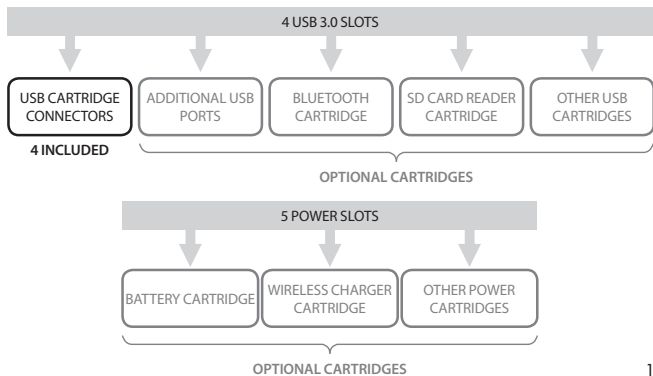 4 USB 3.0 SLOTS
USB CARTRIDGE
CONNECTORS
ADDITIONAL USB
PORTS
BLUETOOTH
CARTRIDGE
SD CARD READER
CARTRIDGE
OTHER USB
CARTRIDGES
4 INCLUDED
OPTIONAL CARTRIDGES
5 POWER SLOTS
BATTERY CARTRIDGE
WIRELESS CHARGER
CARTRIDGE
OTHER POWER
CARTRIDGES
OPTIONAL CARTRIDGES
1